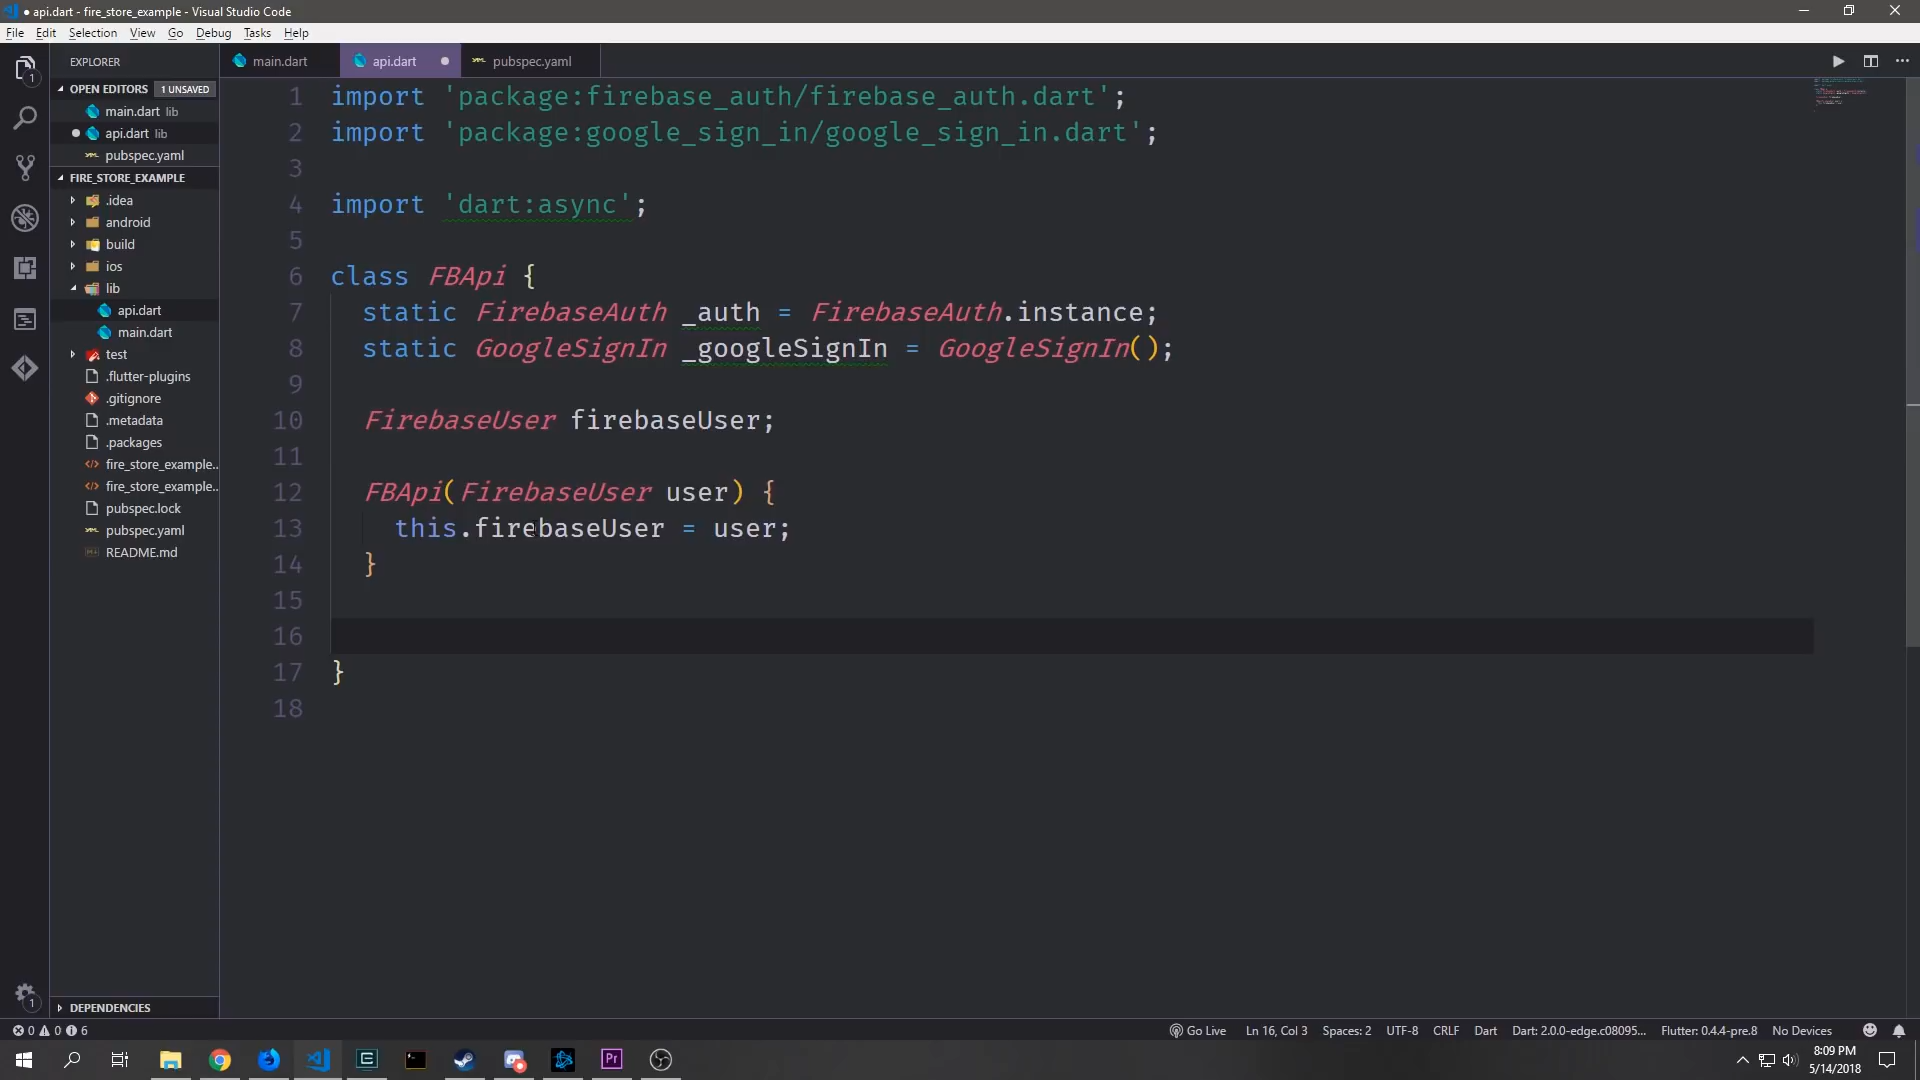 ● api.dart - fire_store_example - Visual Studio Code
File Edit Selection View Go Debug Tasks Help
EXPLORER
OPEN EDITORS 1 UNSAVED
main.dart lib
api.dart lib
pubspec.yaml
FIRE_STORE_EXAMPLE
.idea
android
build
ios
lib
api.dart
main.dart
test
.flutter-plugins
.gitignore
.metadata
.packages
fire_store_example..
fire_store_example..
pubspec.lock
pubspec.yaml
README.md
DEPENDENCIES
1
1
main.dart api.dart pubspec.yaml
1 import 'package:firebase_auth/firebase_auth.dart';
2 import 'package:google_sign_in/google_sign_in.dart';
3
4 import 'dart:async';
5
6 class FBApi {
7 static FirebaseAuth _auth = FirebaseAuth.instance;
8 static GoogleSignIn _googleSignIn = GoogleSignIn();
9
10 FirebaseUser firebaseUser;
11
12 FBApi(FirebaseUser user) {
13 this.firebaseUser = user;
14 }
15
16
17 }
18
0 0 6 Go Live Ln 16, Col 3 Spaces: 2 UTF-8 CRLF Dart Dart: 2.0.0-edge.c08095... Flutter: 0.4.4-pre.8 No Devices
Pr
8:09 PM
5/14/2018